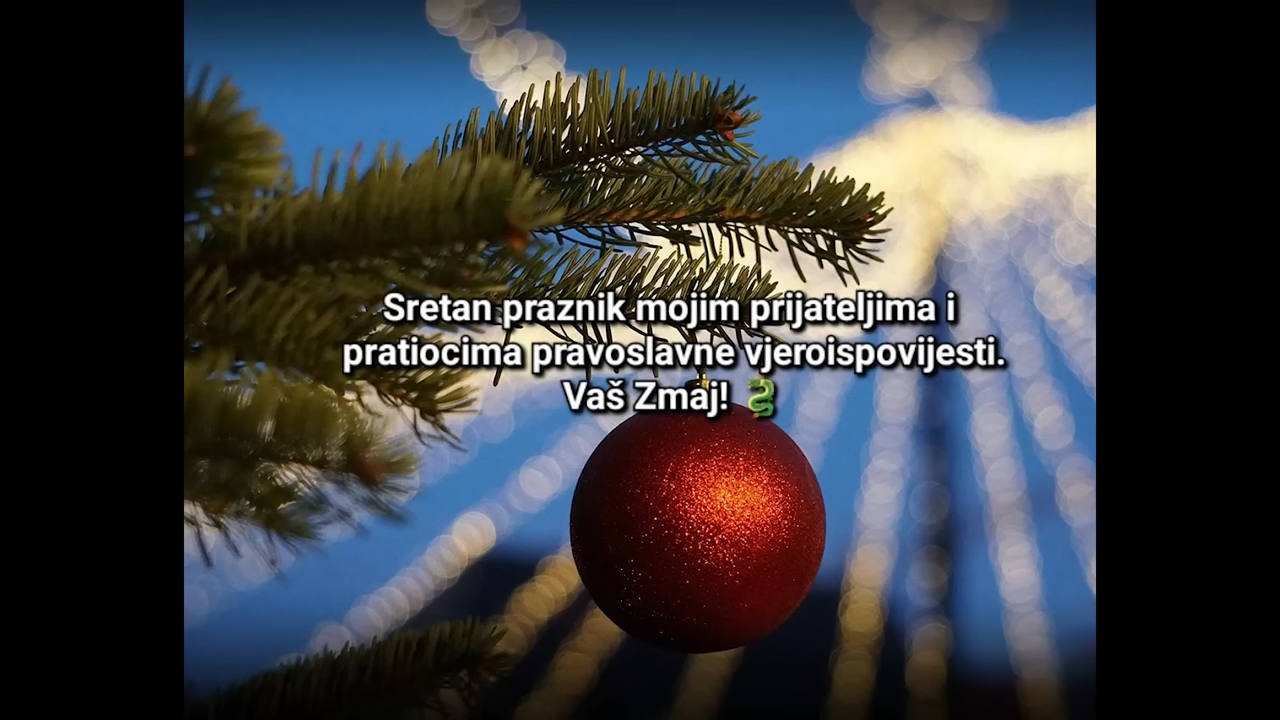 Sretan praznik mojim prijateljima i
pratiocima pravoslavne vjeroispovijesti.
Vaš Zmaj! 🐉